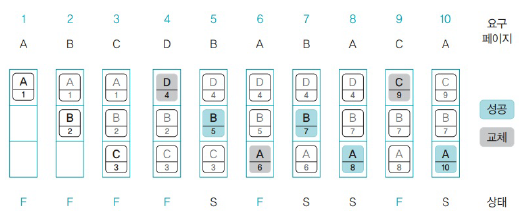 1 2 3 4 5 6 7 8 9 10 요구
페이지
A B C D B A B A C A
A A A D D D D D C C
1 1 1 4 4 4 4 4 9 9
B B B B B B B B B 성공
2 2 2 5 5 7 7 7 7
C C C A A A A A 교체
3 3 3 6 6 8 8 10
F F F F S F S S F S 상태